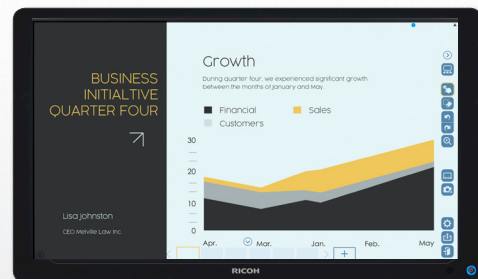 BUSINESS
INITIALTIVE
QUARTER FOUR
Lisa johnston
CEO Melville Law Inc.
Growth
During quarter four, we experienced significant growth
between the months of january and May.
Financial
Sales
Customers
30
20
10
0
Apr.
Mar.
Jan.
Feb.
May
RICOH